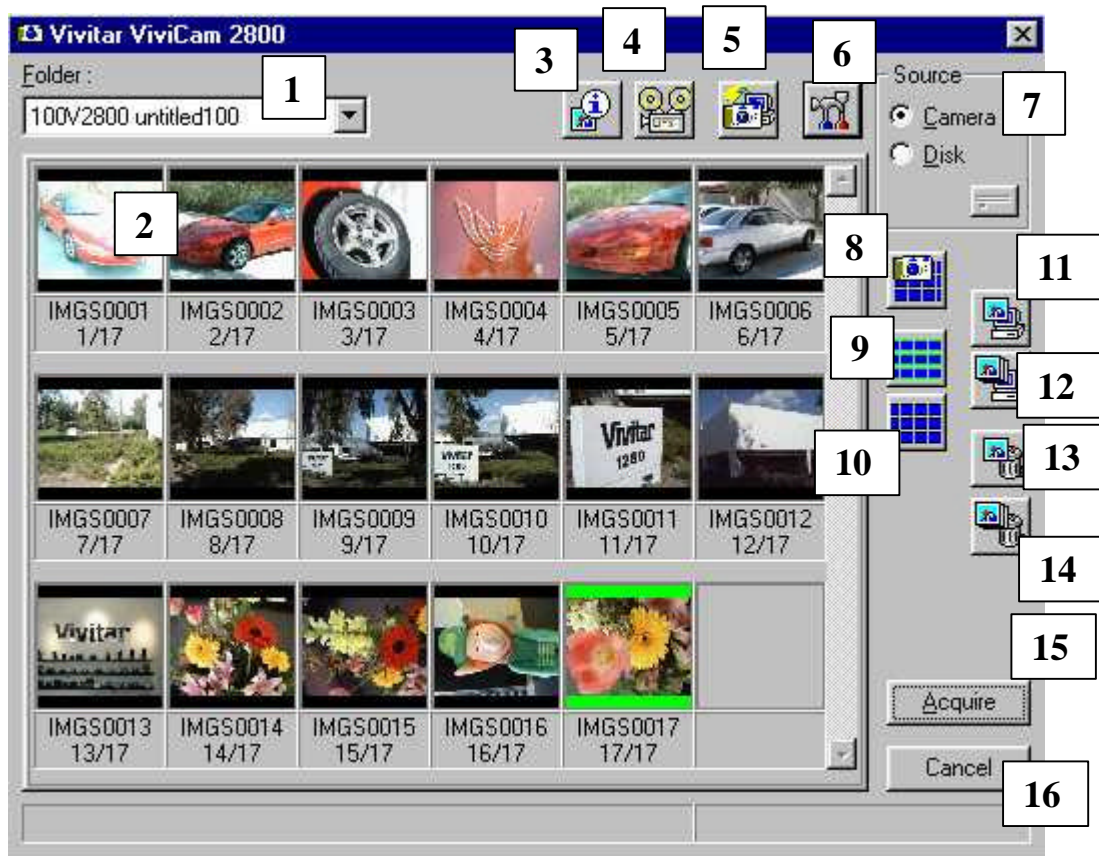 Vivitar ViviCam 2800
Folder :
1
3
4
5
6
Source
7
100V2800 untitled100
Camera
Disk
2
8
11
IMGS0001 IMGS0002 IMGS0003 IMGS0004 IMGS0005 IMGS0006
1/17 2/17 3/17 4/17 5/17 6/17
9
12
Vivitar
1280
Vivitar
1280
10
13
IMGS0007 IMGS0008 IMGS0009 IMGS0010 IMGS0011 IMGS0012
7/17 8/17 9/17 10/17 11/17 12/17
14
Vivitar
15
Acquire
IMGS0013 IMGS0014 IMGS0015 IMGS0016 IMGS0017
13/17 14/17 15/17 16/17 17/17
Cancel
16